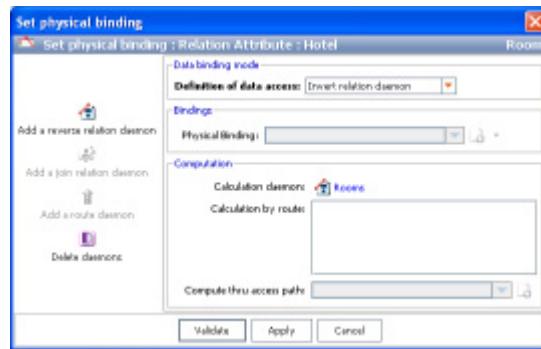 Set physical binding
Set physical binding : Relation Attribute : Hotel Room
Data binding mode
Definition of data access: Invert relation daemon
Bindings
Physical Binding:
Add a reverse relation daemon
Add a join relation daemon
Add a route daemon
Delete daemons
Computation
Calculation daemon: Rooms
Calculation by route:
Compute thru access path:
Validate Apply Cancel